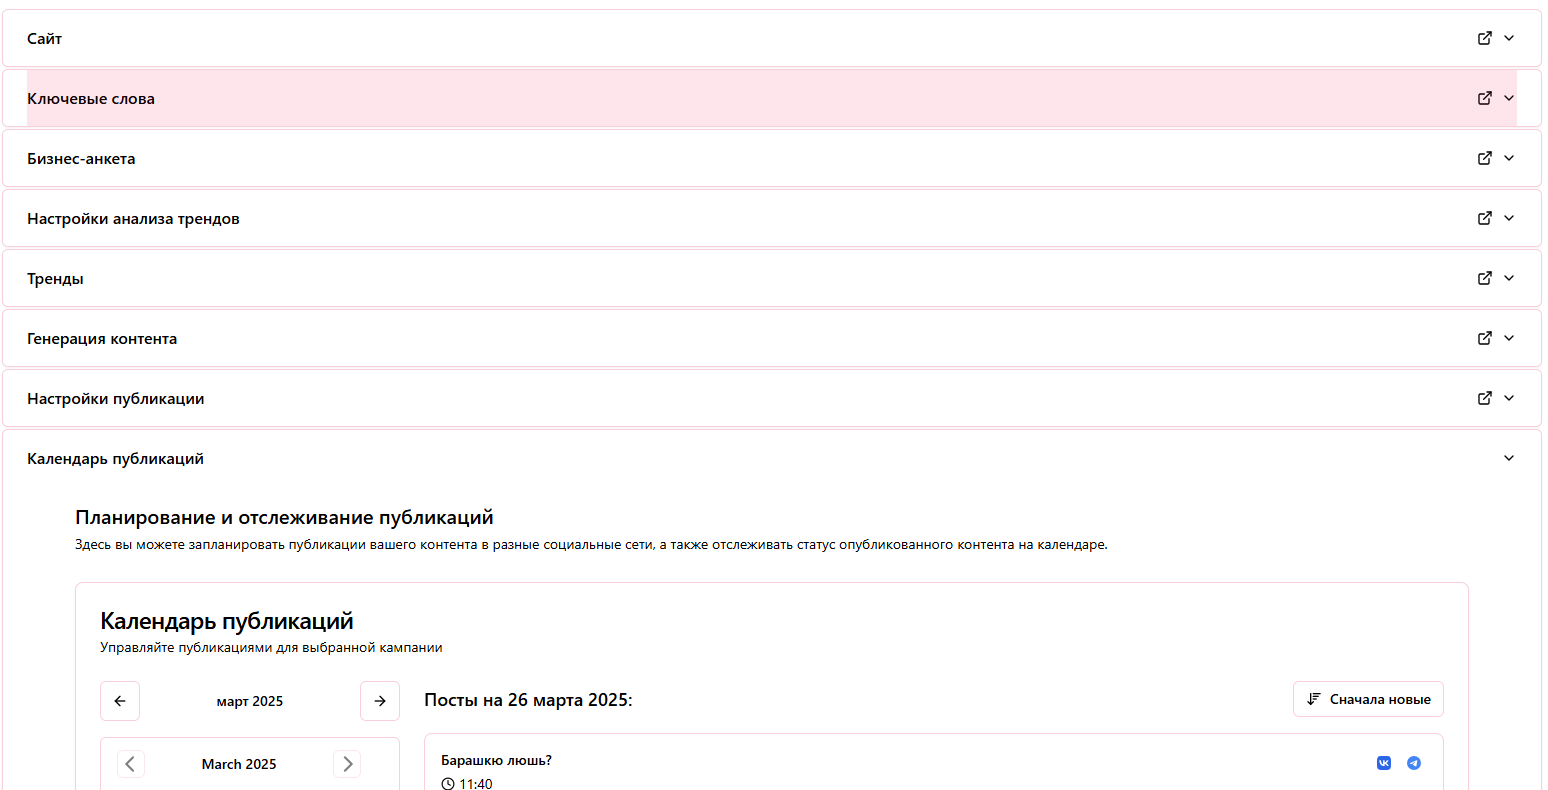 Сайт
Ключевые слова
Бизнес-анкета
Настройки анализа трендов
Тренды
Генерация контента
Настройки публикации
Календарь публикаций
Планирование и отслеживание публикаций
Здесь вы можете запланировать публикации вашего контента в разные социальные сети, а также отслеживать статус опубликованного контента на календаре.
Календарь публикаций
Управляйте публикациями для выбранной кампании
март 2025
Посты на 26 марта 2025:
Сначала новые
March 2025
Барашкю люшь?
11:40